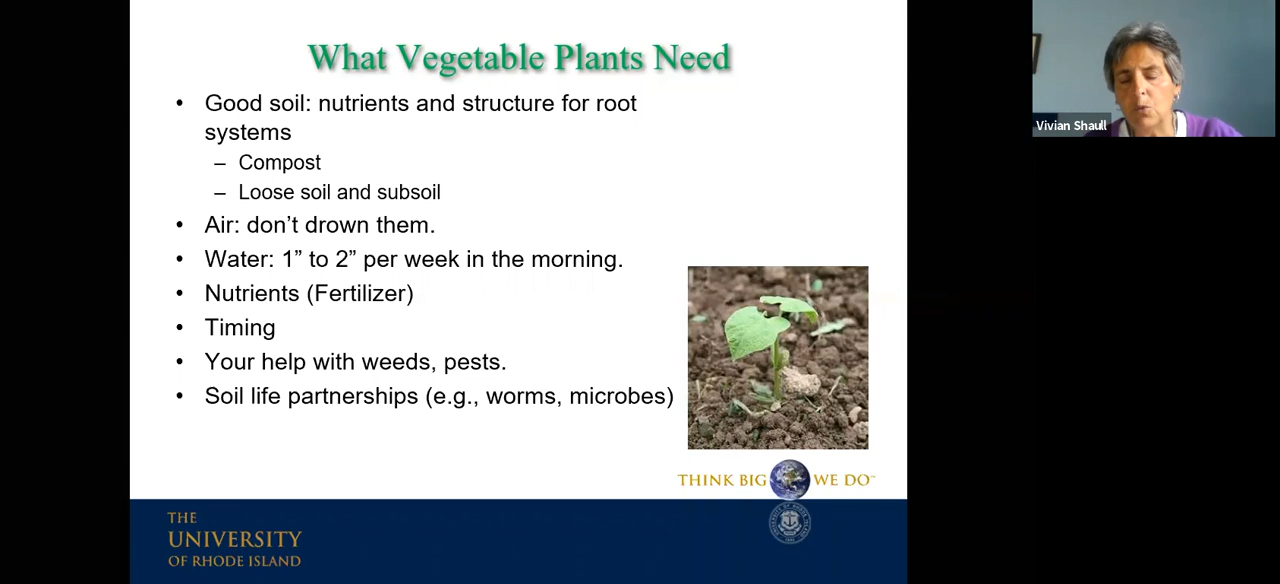 What Vegetable Plants Need
• Good soil: nutrients and structure for root
systems
– Compost
– Loose soil and subsoil
• Air: don’t drown them.
• Water: 1” to 2” per week in the morning.
• Nutrients (Fertilizer)
• Timing
• Your help with weeds, pests.
• Soil life partnerships (e.g., worms, microbes)
THINK BIG WE DO™
THE
UNIVERSITY
OF RHODE ISLAND
Vivian Shaull